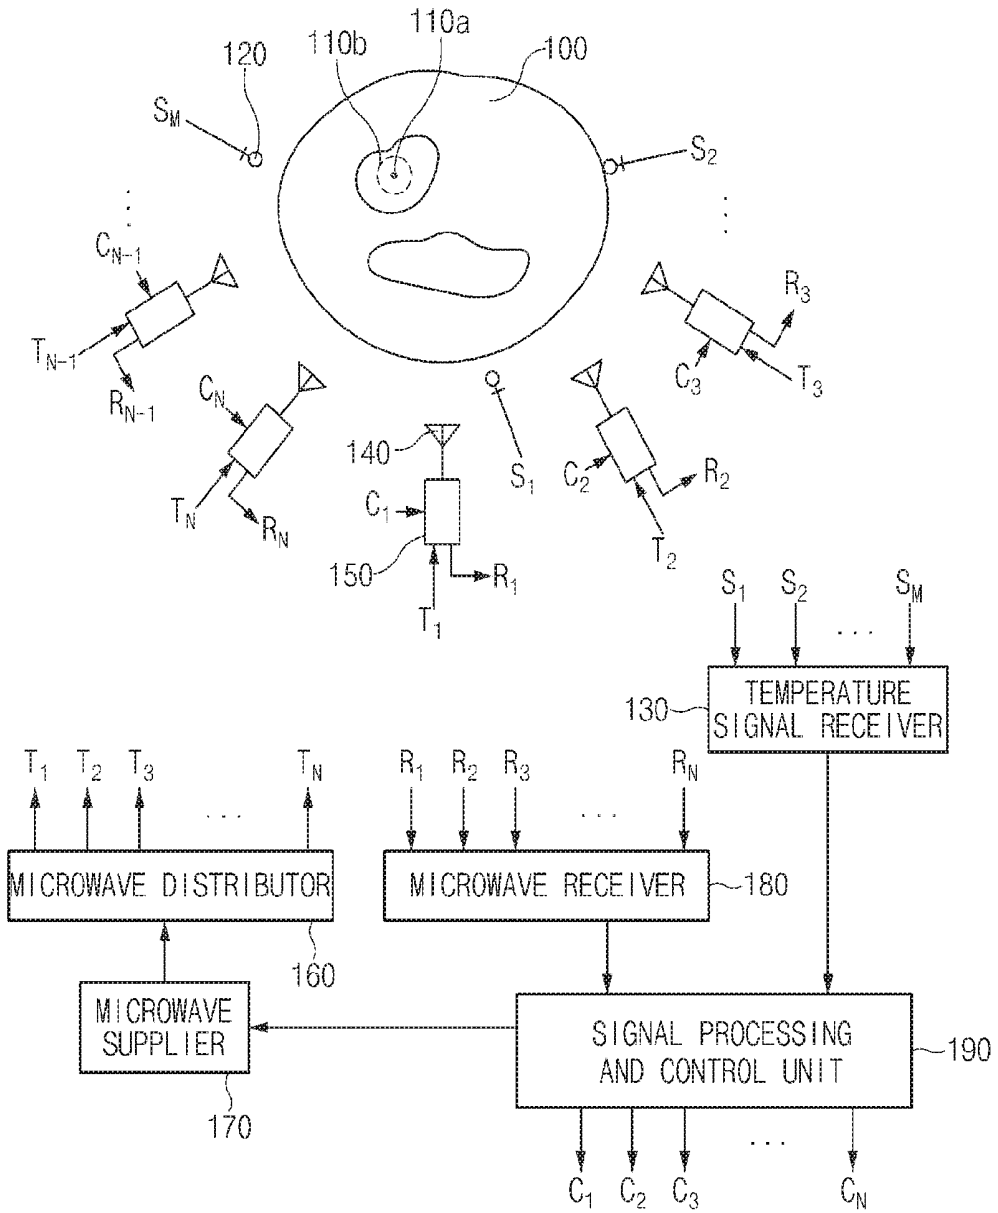 110a
110b
100
120
S_M
S_2
. . .
. . .
C_N-1
R_3
T_N-1
C_3
T_3
R_N-1
C_N
140
S_1
C_2
R_2
T_N
C_1
R_N
T_2
150
R_1
T_1
S_1 S_2 . . . S_M
130
TEMPERATURE
SIGNAL RECEIVER
T_1 T_2 T_3 . . . T_N
R_1 R_2 R_3 . . . R_N
MICROWAVE DISTRIBUTOR
MICROWAVE RECEIVER
180
160
MICROWAVE
SUPPLIER
170
SIGNAL PROCESSING
AND CONTROL UNIT
190
C_1 C_2 C_3 . . . C_N